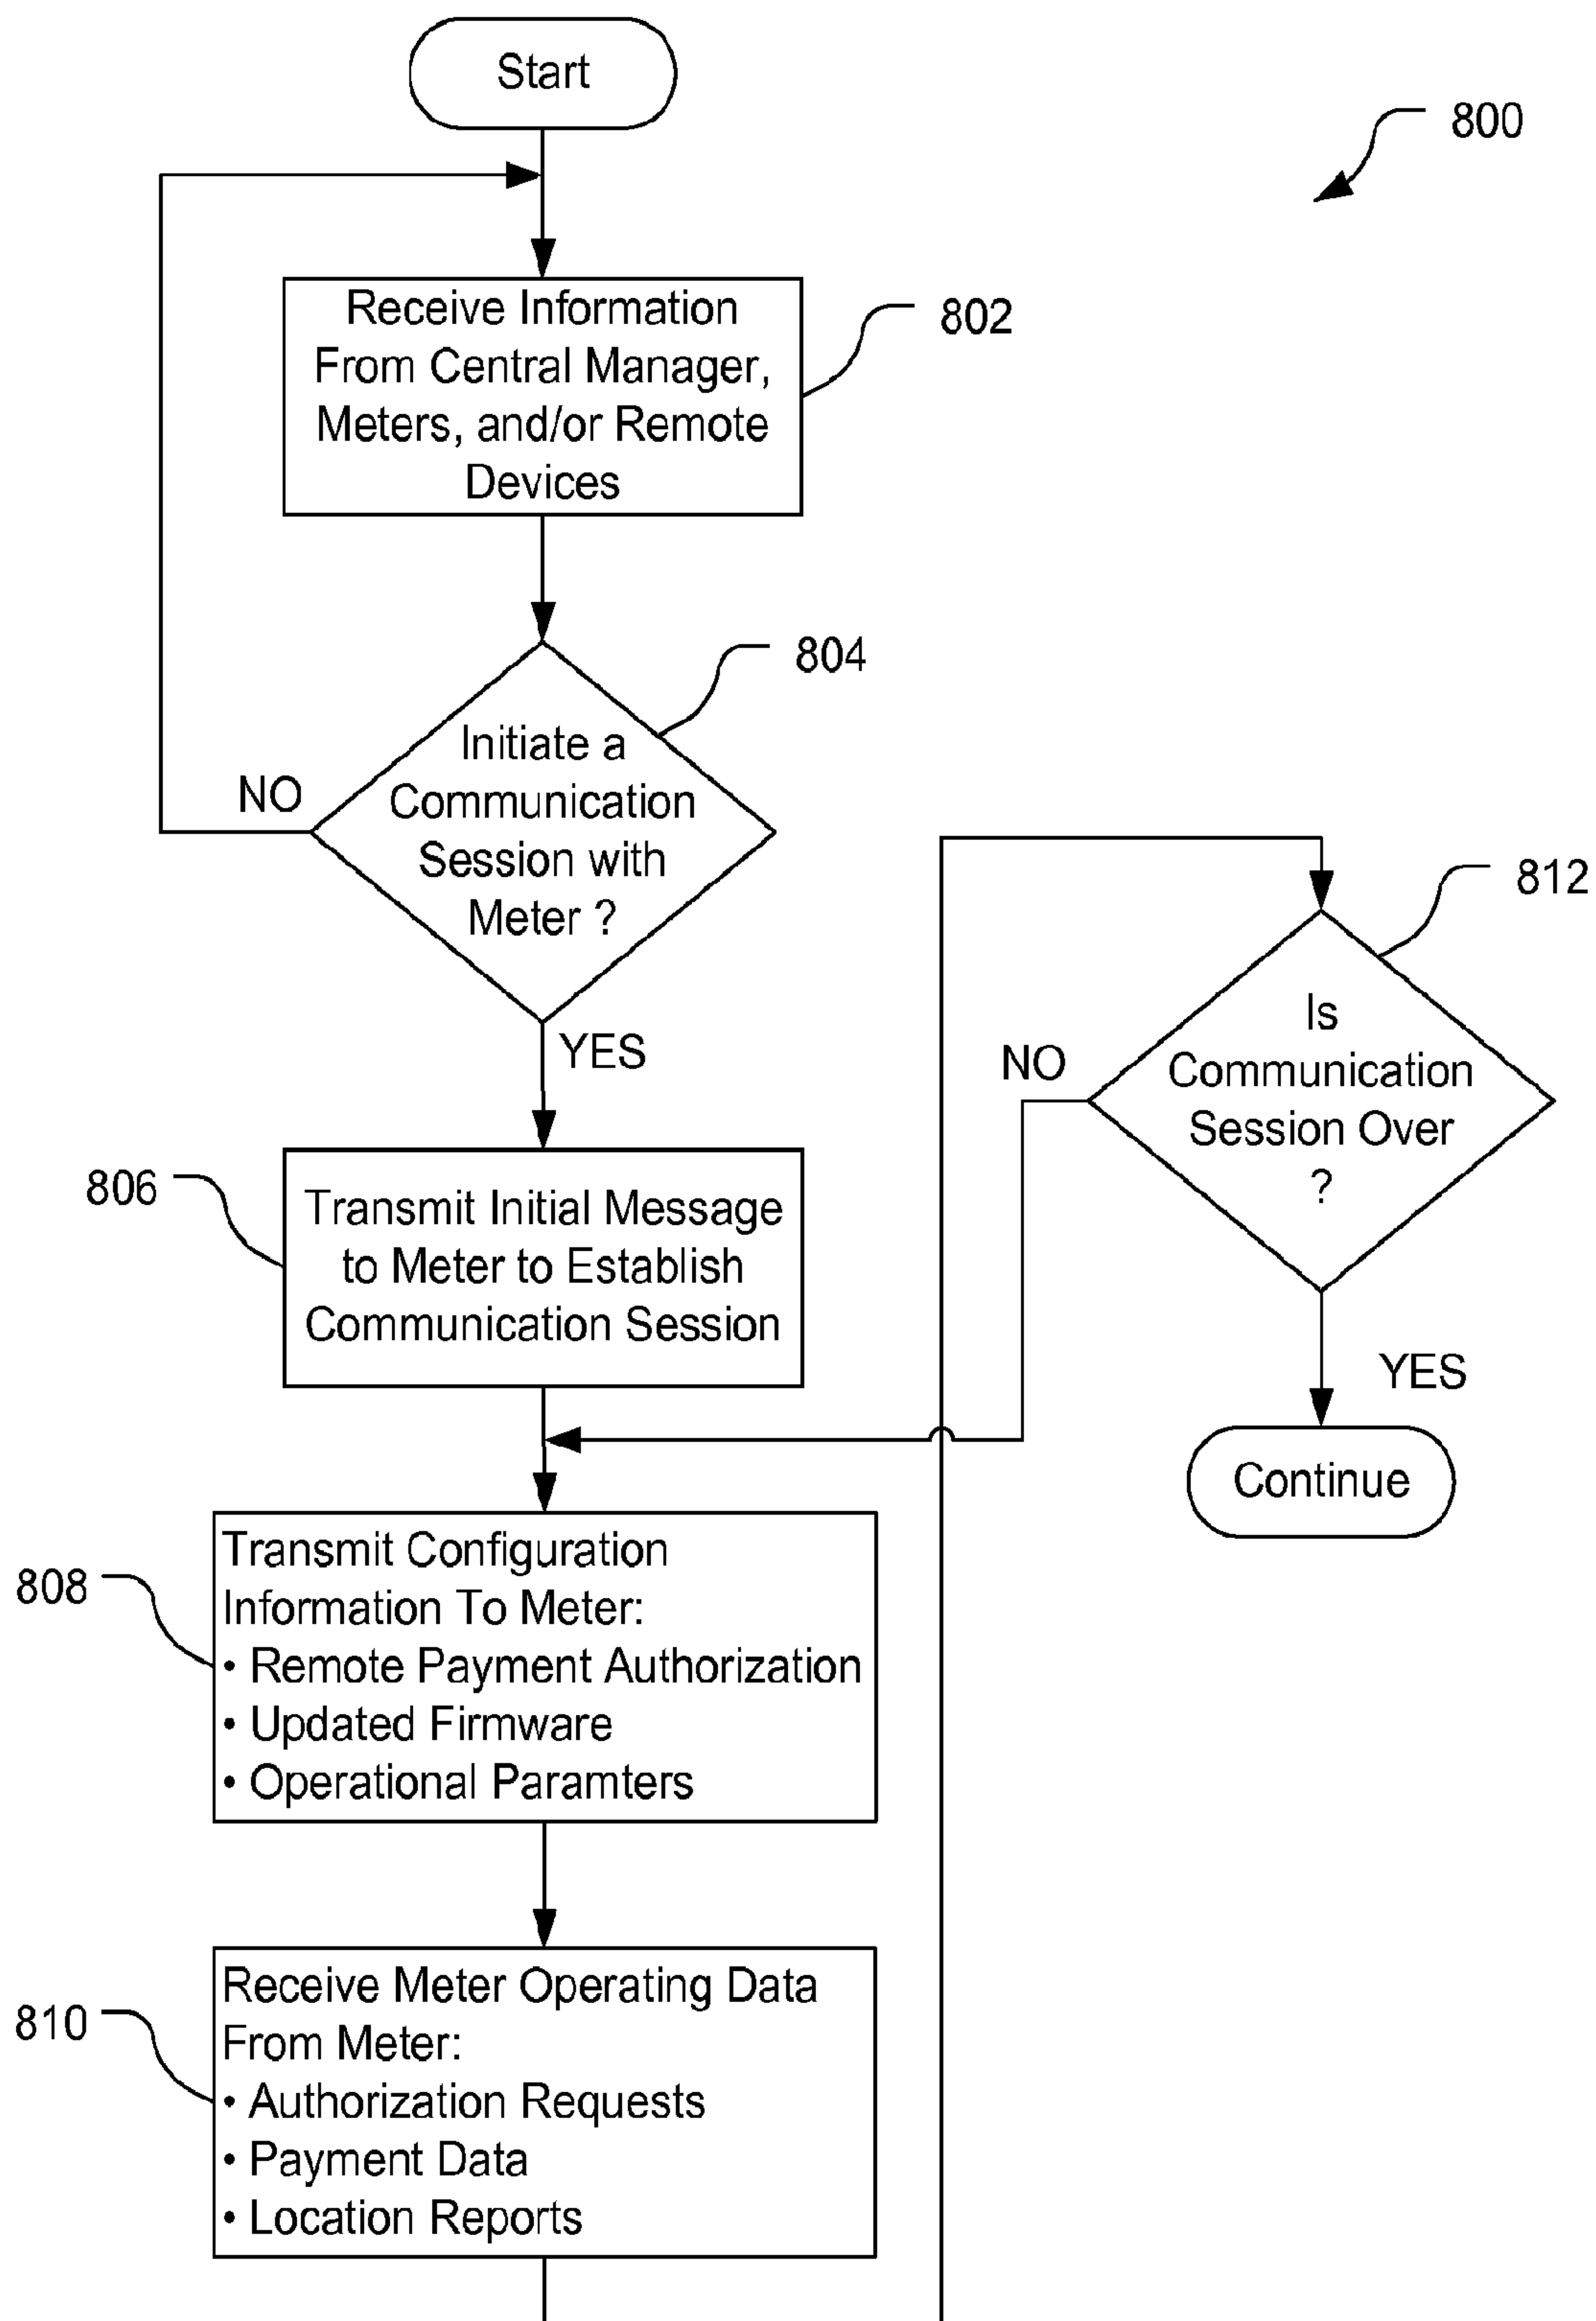 Start
800
Receive Information
From Central Manager,
Meters, and/or Remote
Devices
802
804
Initiate a
Communication
Session with
Meter ?
NO
YES
806
Transmit Initial Message
to Meter to Establish
Communication Session
808
Transmit Configuration
Information To Meter:
• Remote Payment Authorization
• Updated Firmware
• Operational Paramters
810
Receive Meter Operating Data
From Meter:
• Authorization Requests
• Payment Data
• Location Reports
812
Is
Communication
Session Over
?
NO
YES
Continue